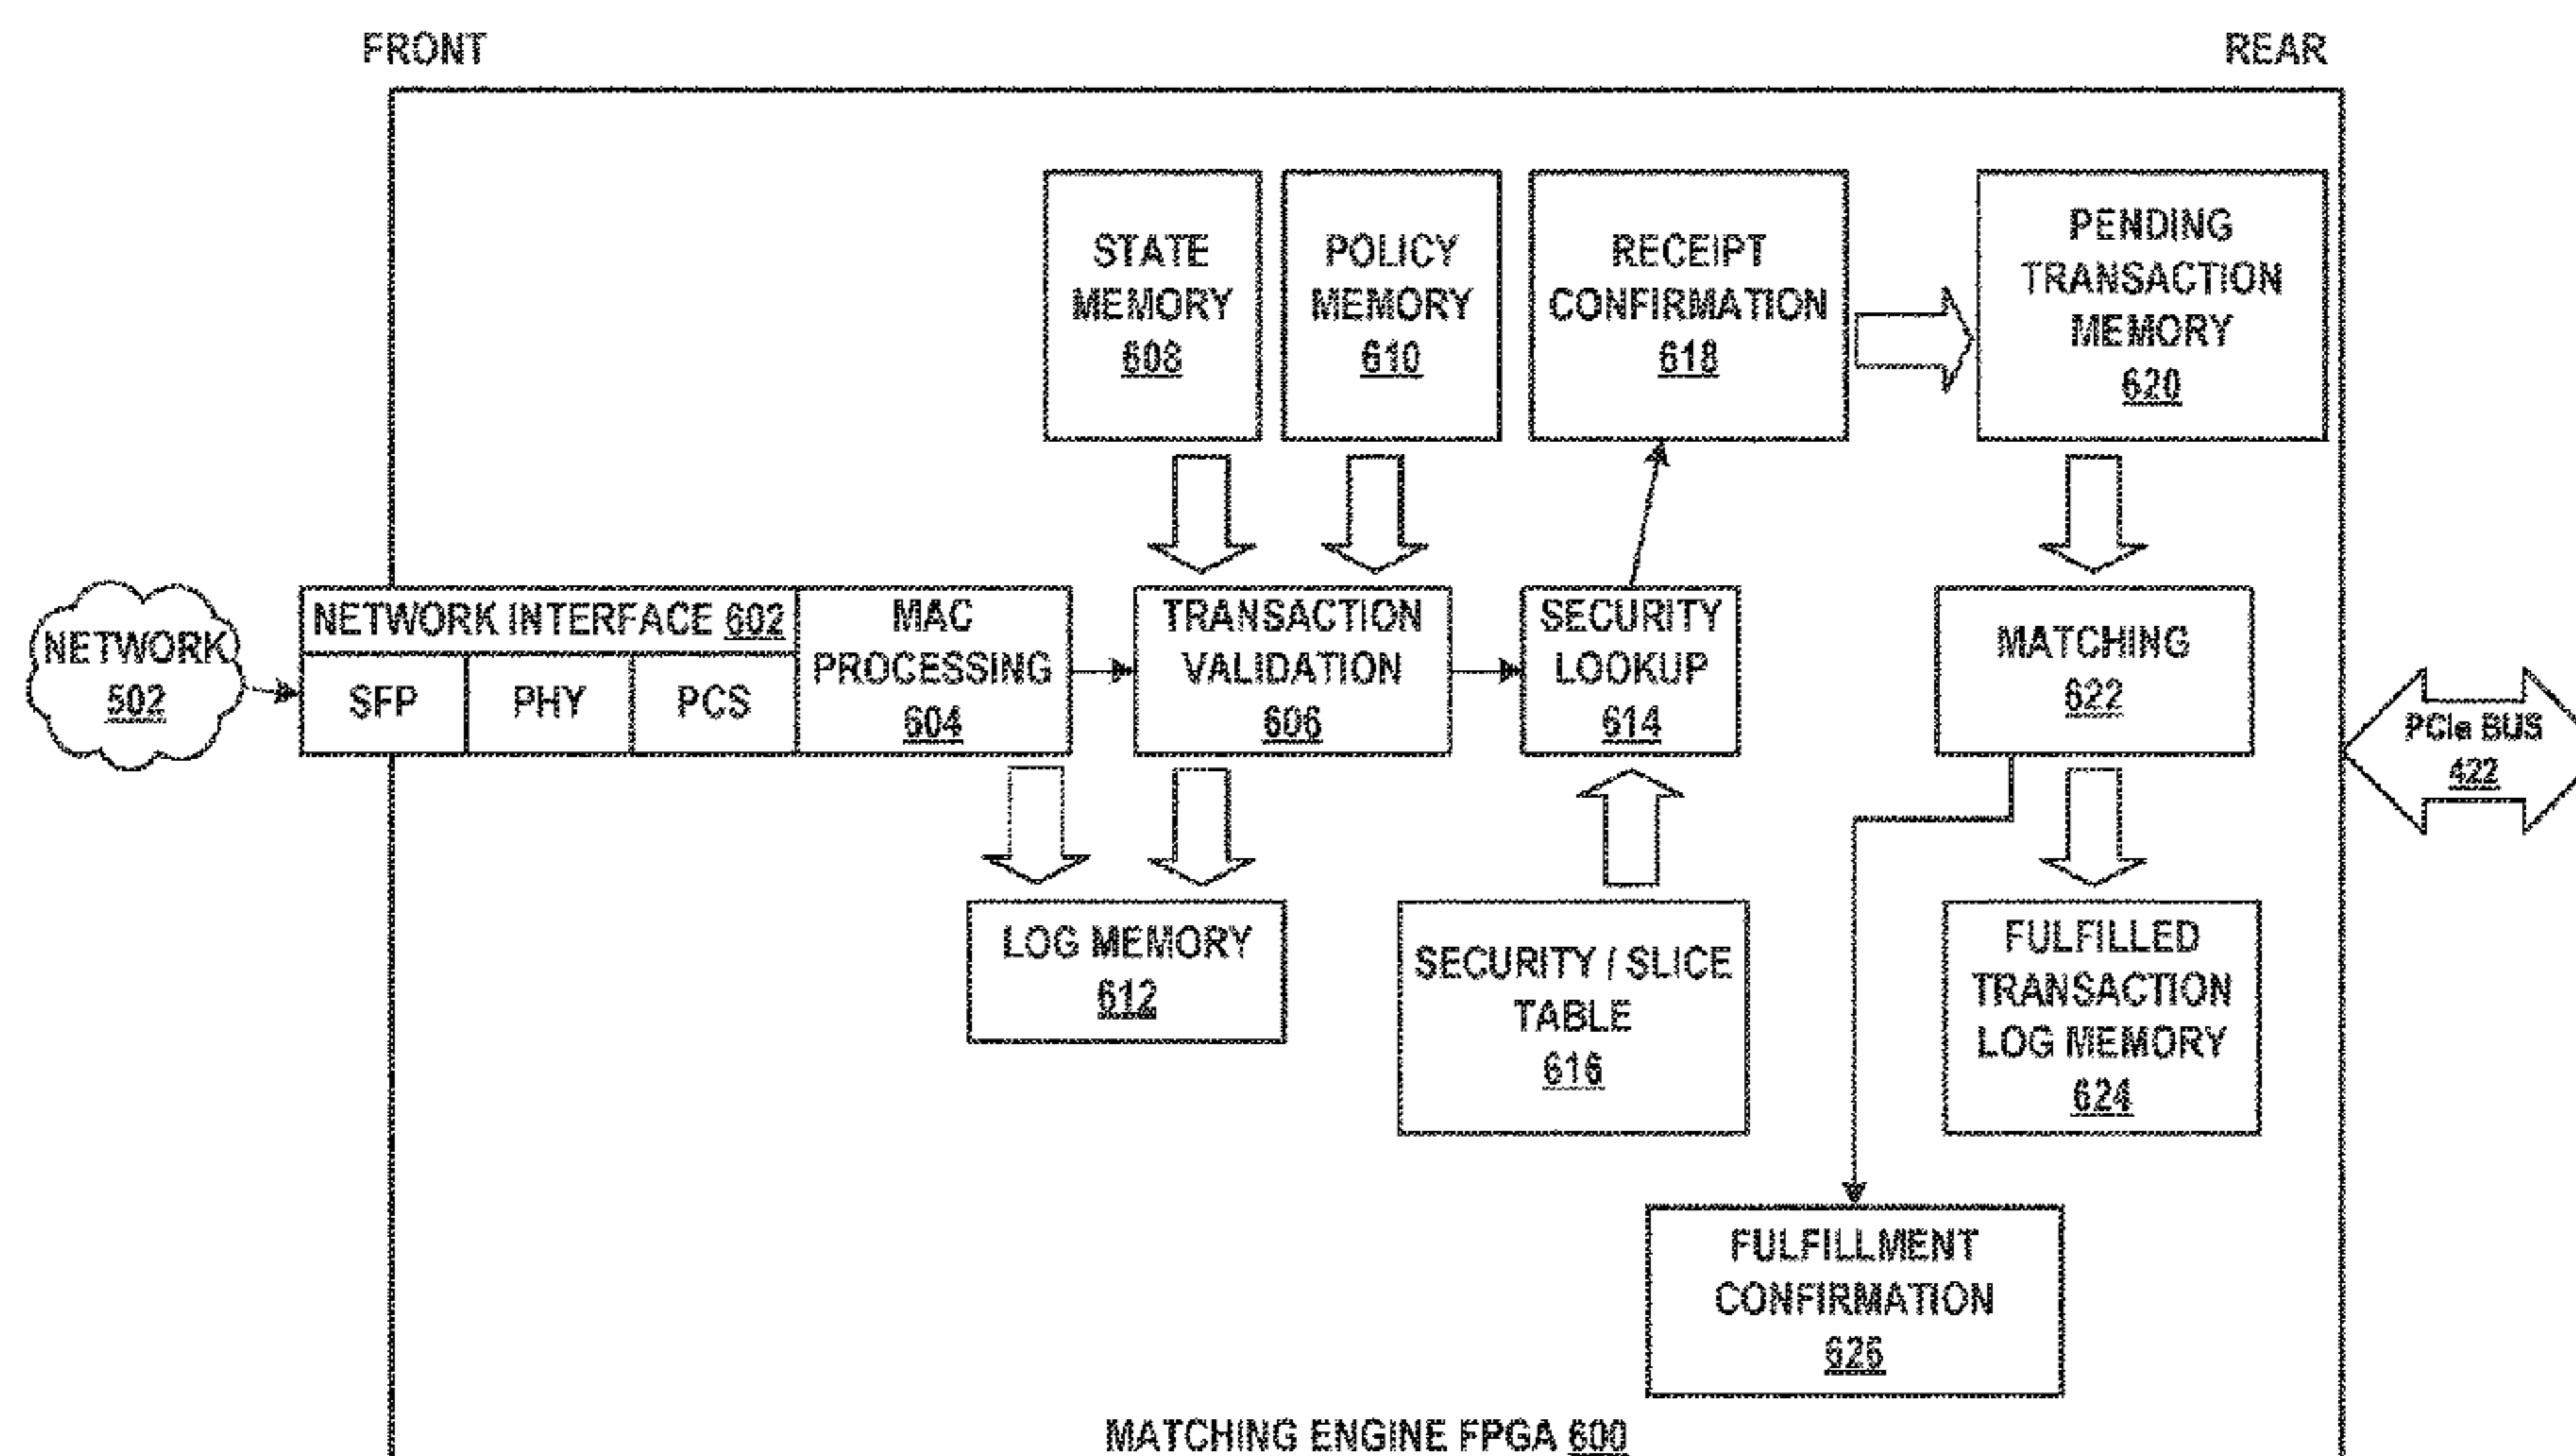 FRONT
REAR
STATE
MEMORY
608
POLICY
MEMORY
610
RECEIPT
CONFIRMATION
618
PENDING
TRANSACTION
MEMORY
620
NETWORK
502
NETWORK INTERFACE 602
SFP
PHY
PCS
MAC
PROCESSING
604
TRANSACTION
VALIDATION
606
SECURITY
LOOKUP
614
MATCHING
622
PCIe BUS
422
LOG MEMORY
612
SECURITY / SLICE
TABLE
616
FULFILLED
TRANSACTION
LOG MEMORY
624
FULFILLMENT
CONFIRMATION
626
MATCHING ENGINE FPGA 600